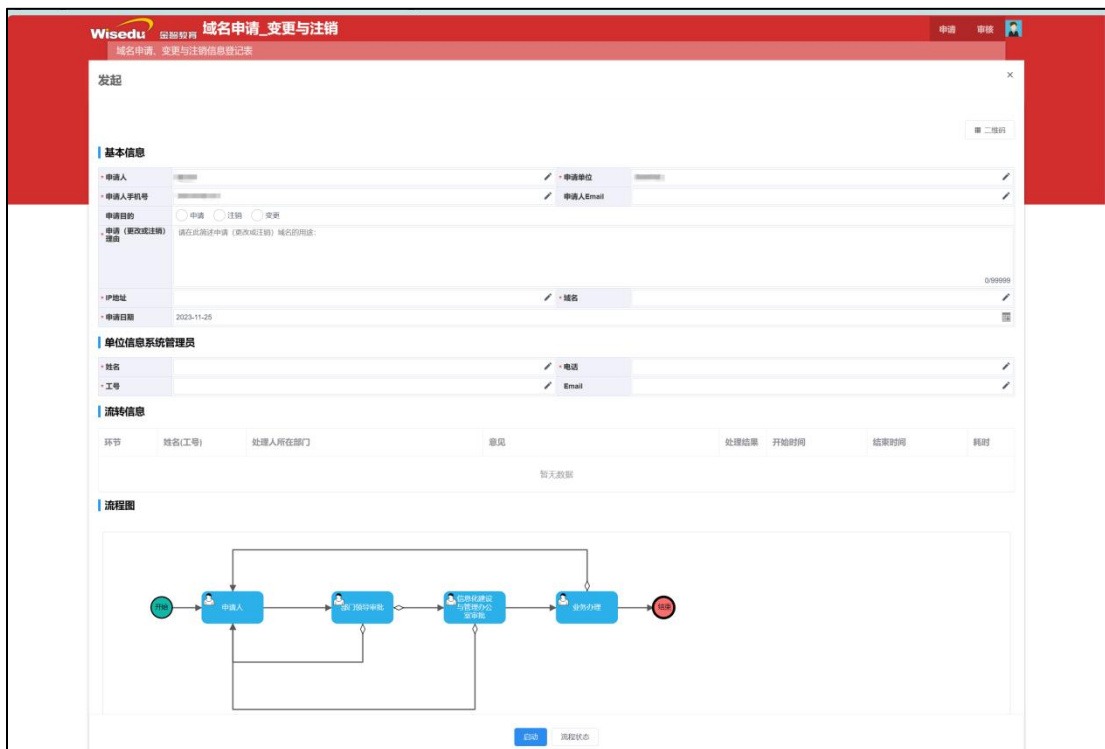 Wisedu 金智教育 域名申请_变更与注销 申请 审核
域名申请、变更与注销信息登记表
发起 ×
二维码
基本信息
* 申请人 * 申请单位
* 申请人手机号 申请人Email
申请目的 申请 注销 变更
* 申请（更改或注销）理由 请在此简述申请（更改或注销）域名的用途：
0/99999
* IP地址 * 域名
* 申请日期 2023-11-25
单位信息系统管理员
* 姓名 * 电话
* 工号 Email
流转信息
环节 姓名(工号) 处理人所在部门 意见 处理结果 开始时间 结束时间 耗时
暂无数据
流程图
开始 申请人 部门领导审批 信息化建设与管理办公室审批 业务办理 结束
启动 流程状态